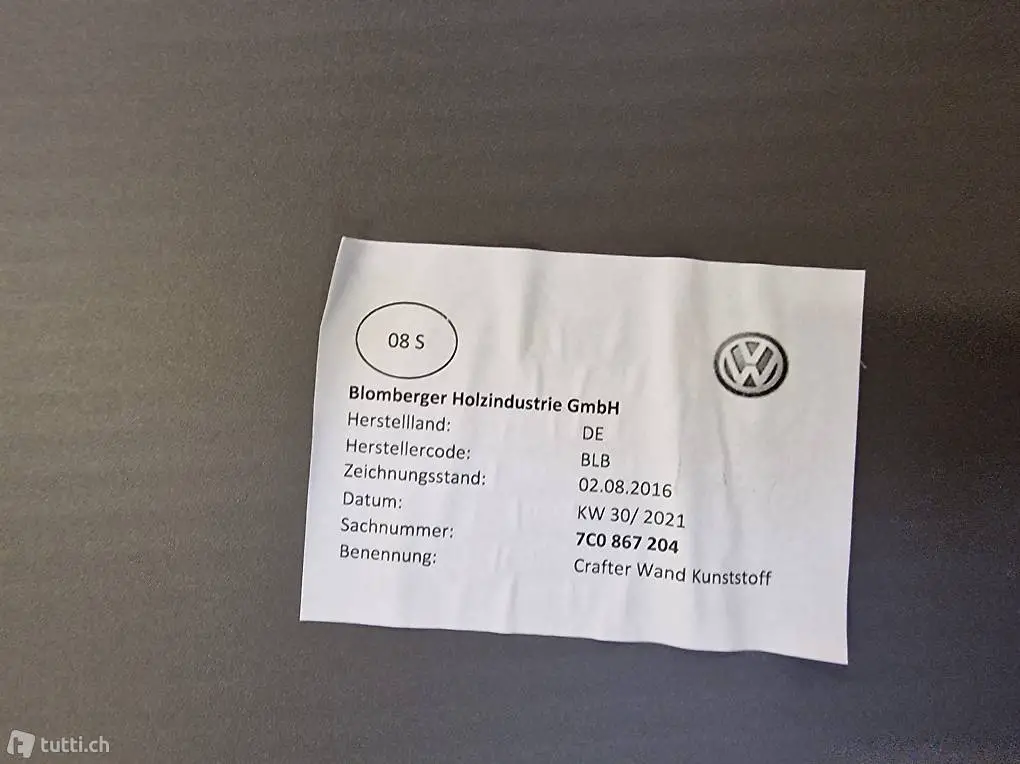 08 S
Blomberger Holzindustrie GmbH
Herstellland: DE
Herstellercode: BLB
Zeichnungsstand: 02.08.2016
Datum: KW 30/ 2021
Sachnummer: 7C0 867 204
Benennung: Crafter Wand Kunststoff
tutti.ch